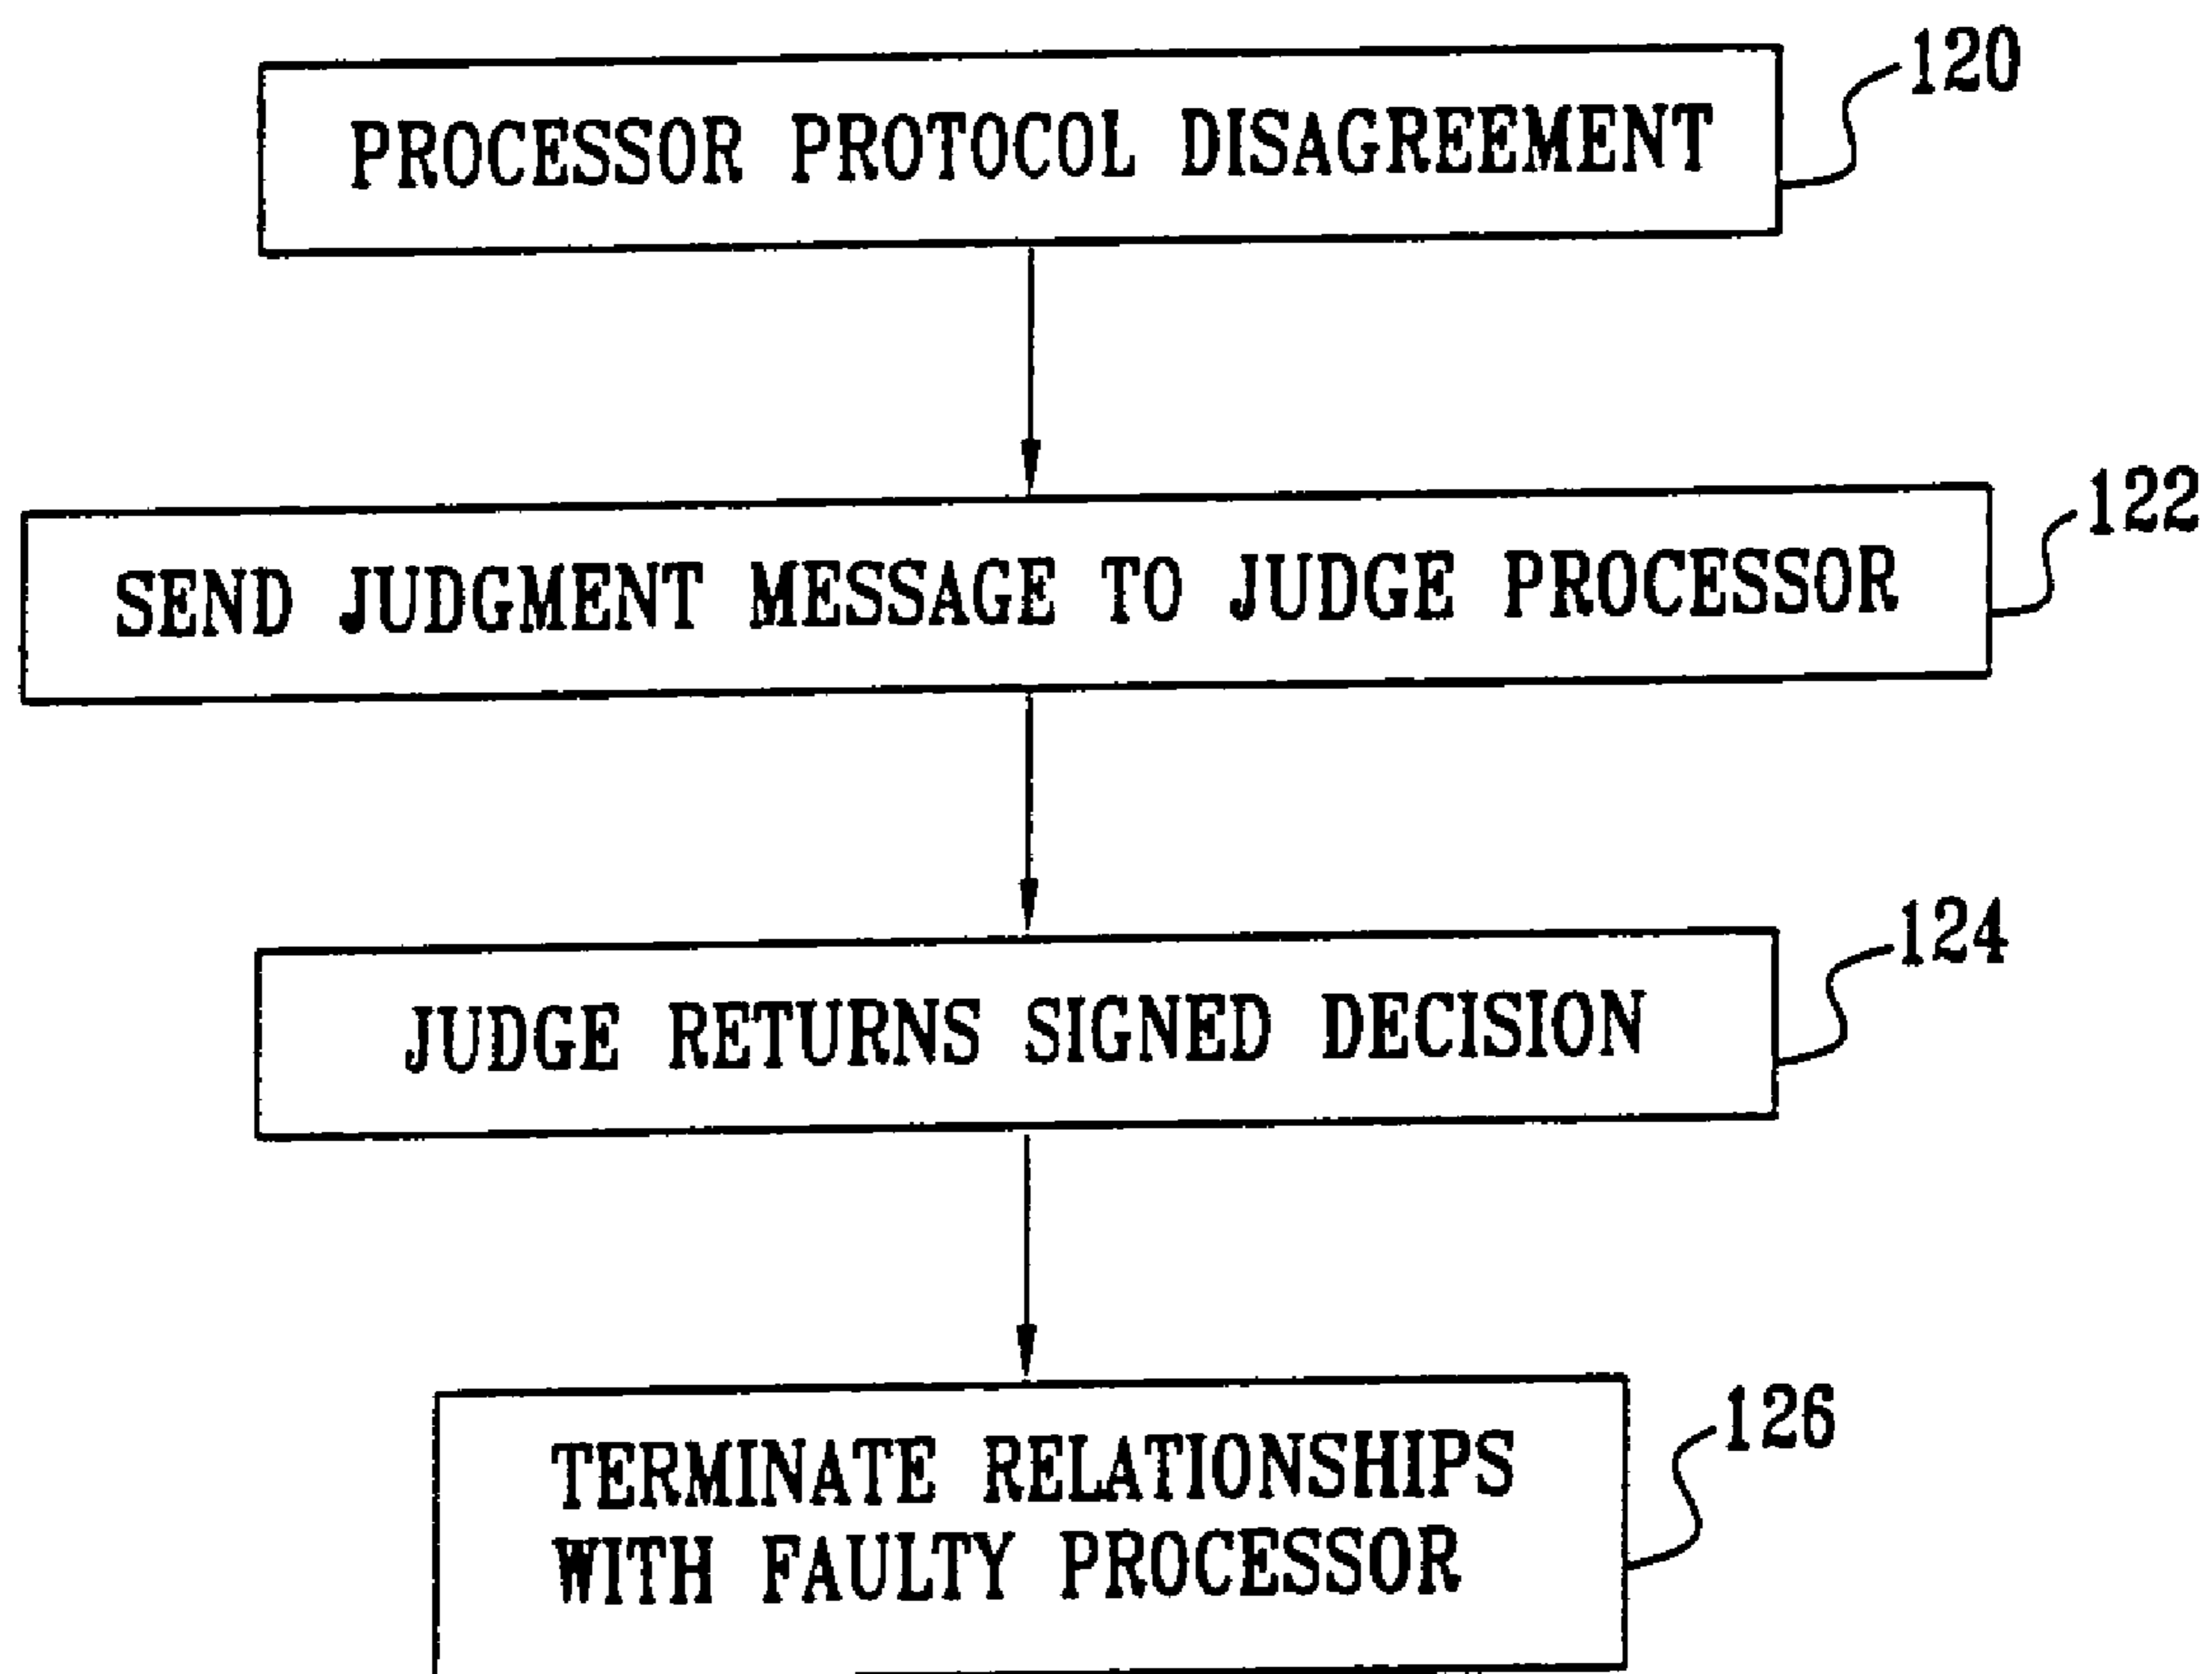 120
PROCESSOR PROTOCOL DISAGREEMENT
122
SEND JUDGMENT MESSAGE TO JUDGE PROCESSOR
124
JUDGE RETURNS SIGNED DECISION
126
TERMINATE RELATIONSHIPS
WITH FAULTY PROCESSOR